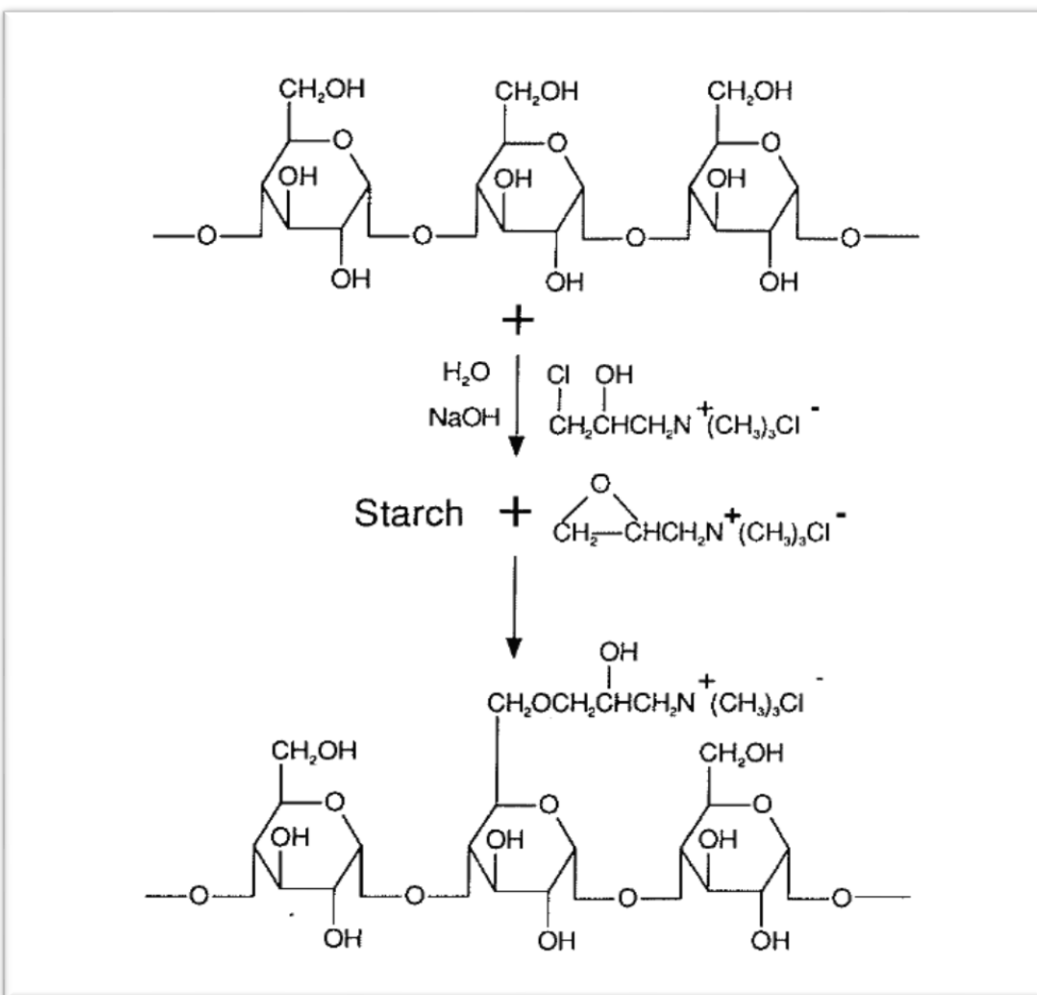 CH₂OH CH₂OH CH₂OH
O O O
OH OH OH
O O O O
OH OH OH
+
H₂O Cl OH
NaOH CH₂CHCH₂N⁺(CH₃)₃Cl⁻
O
Starch + CH₂—CHCH₂N⁺(CH₃)₃Cl⁻
OH
CH₂OCH₂CHCH₂N⁺(CH₃)₃Cl⁻
CH₂OH CH₂OH
O O O
OH OH OH
O O O O
OH OH OH